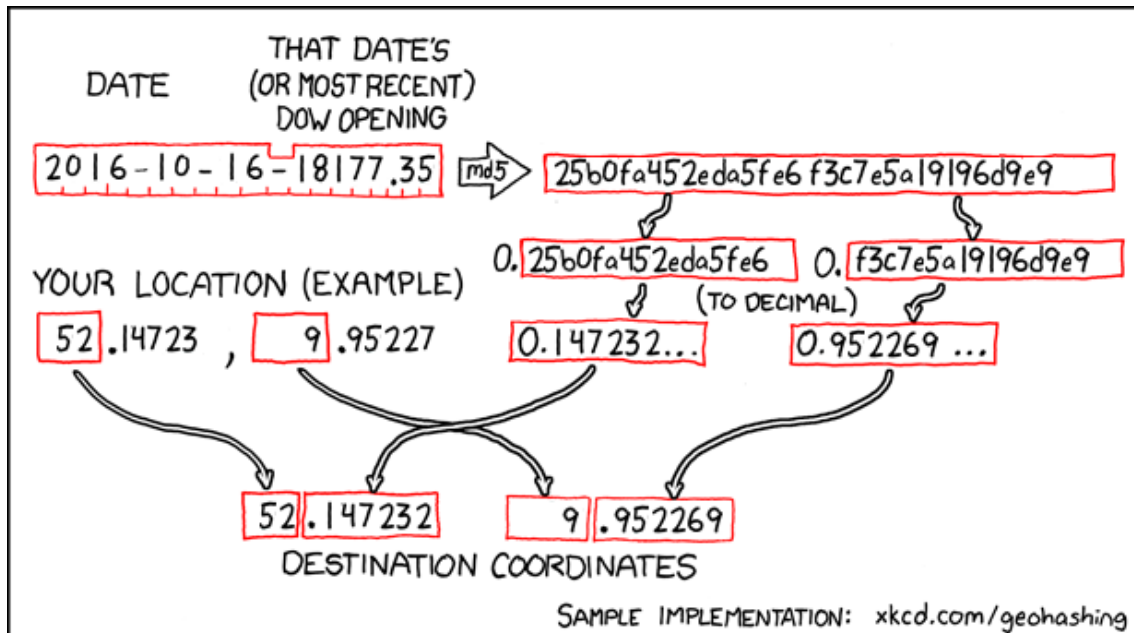 DATE
THAT DATE'S
(OR MOST RECENT)
DOW OPENING
2016-10-16-18177.35
md5
25b0fa452eda5fe6f3c7e5a19196d9e9
0.25b0fa452eda5fe6
0.f3c7e5a19196d9e9
YOUR LOCATION (EXAMPLE)
(TO DECIMAL)
52.14723, 9.95227
0.147232...
0.952269...
52.147232
9.952269
DESTINATION COORDINATES
SAMPLE IMPLEMENTATION: xkcd.com/geohashing